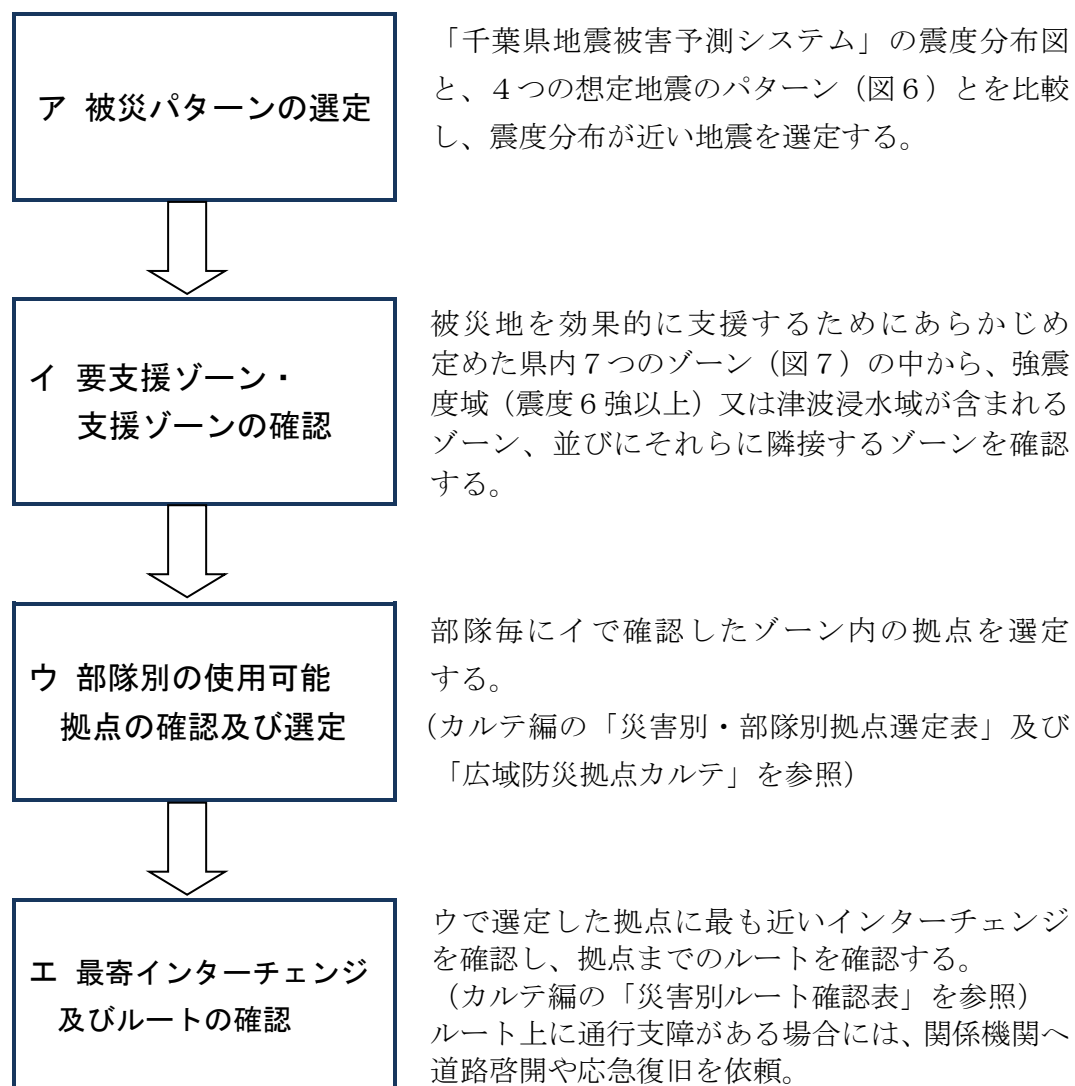 ア 被災パターンの選定
「千葉県地震被害予測システム」の震度分布図
と、４つの想定地震のパターン（図６）とを比較
し、震度分布が近い地震を選定する。
イ 要支援ゾーン・
支援ゾーンの確認
被災地を効果的に支援するためにあらかじめ
定めた県内７つのゾーン（図７）の中から、強震
度域（震度６強以上）又は津波浸水域が含まれる
ゾーン、並びにそれらに隣接するゾーンを確認
する。
ウ 部隊別の使用可能
拠点の確認及び選定
部隊毎にイで確認したゾーン内の拠点を選定
する。
（カルテ編の「災害別・部隊別拠点選定表」及び
「広域防災拠点カルテ」を参照）
エ 最寄インターチェンジ
及びルートの確認
ウで選定した拠点に最も近いインターチェンジ
を確認し、拠点までのルートを確認する。
（カルテ編の「災害別ルート確認表」を参照）
ルート上に通行支障がある場合には、関係機関へ
道路啓開や応急復旧を依頼。